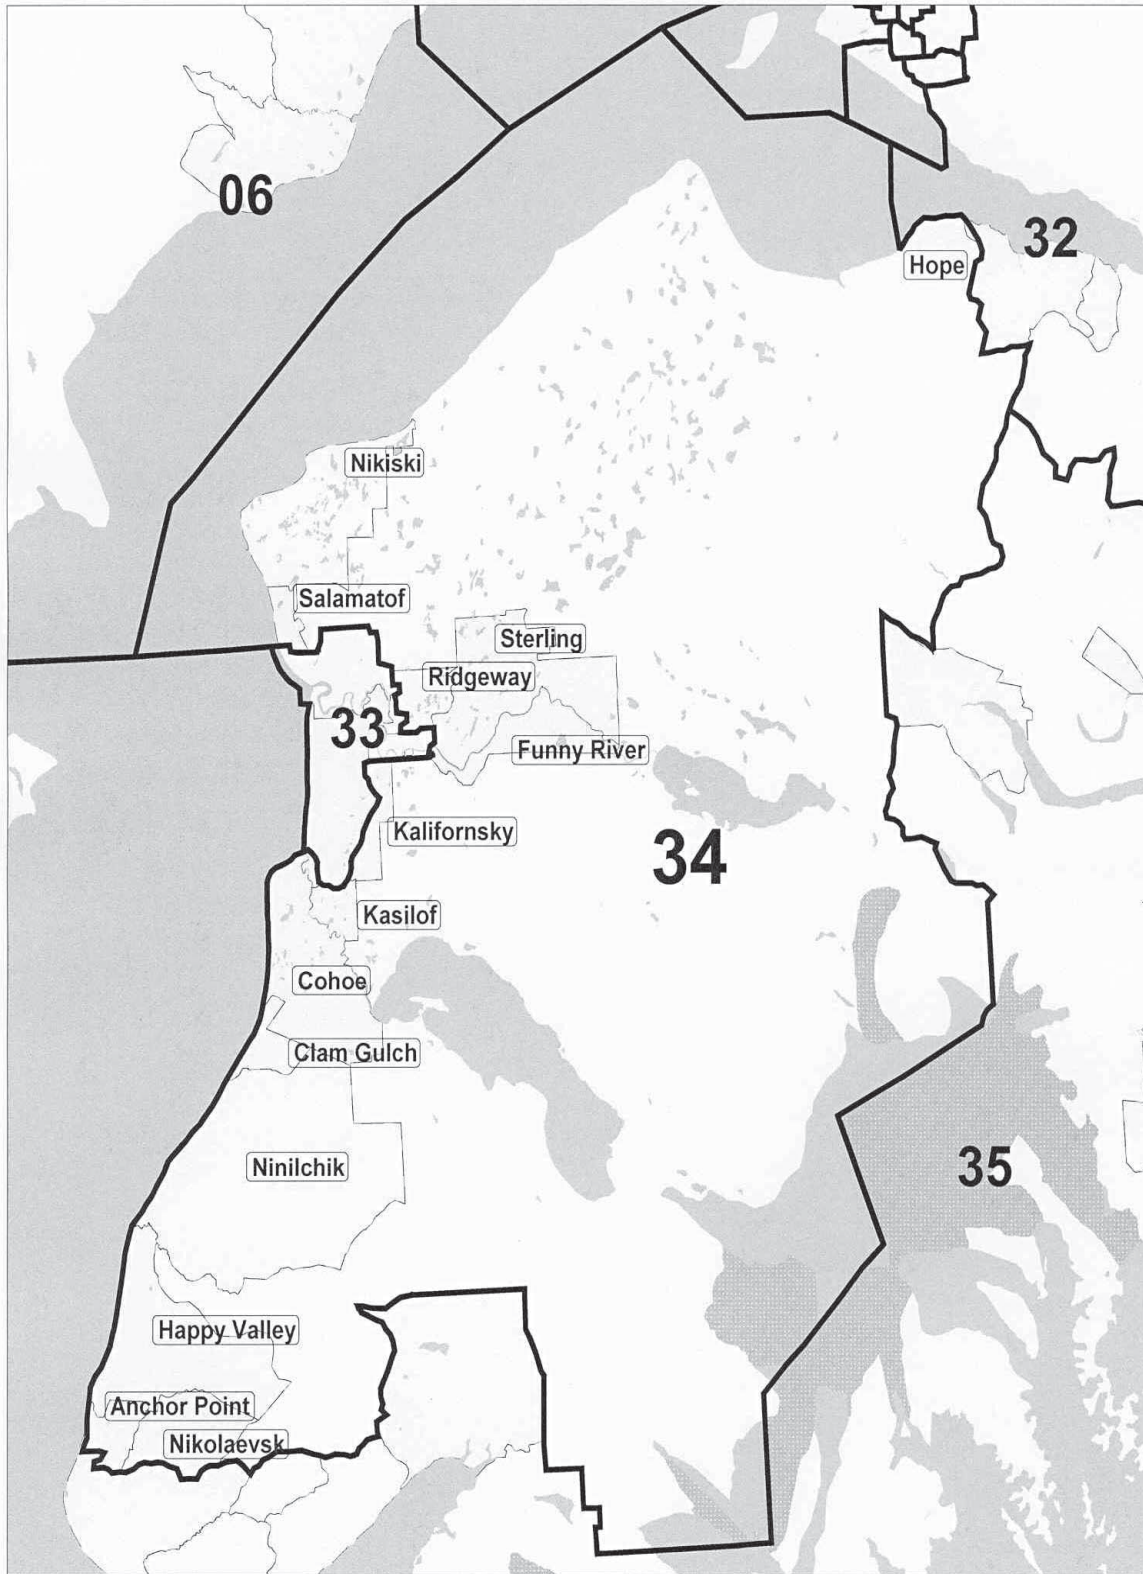 06
32
Hope
Nikiski
Salamatof
Sterling
Ridgeway
33
Funny River
Kalifornsky
34
Kasilof
Cohoe
Clam Gulch
Ninilchik
35
Happy Valley
Anchor Point
Nikolaevsk